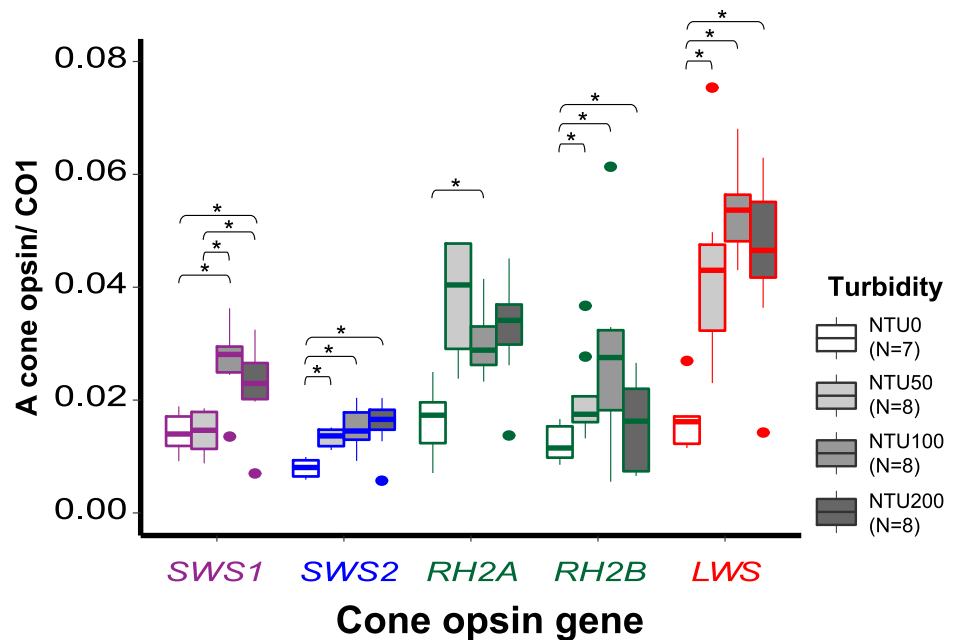 A cone opsin/ CO1
0.08
0.06
0.04
0.02
0.00
* * * *
* * *
*
* * *
* * *
SWS1 SWS2 RH2A RH2B LWS
Cone opsin gene
Turbidity
NTU0
(N=7)
NTU50
(N=8)
NTU100
(N=8)
NTU200
(N=8)